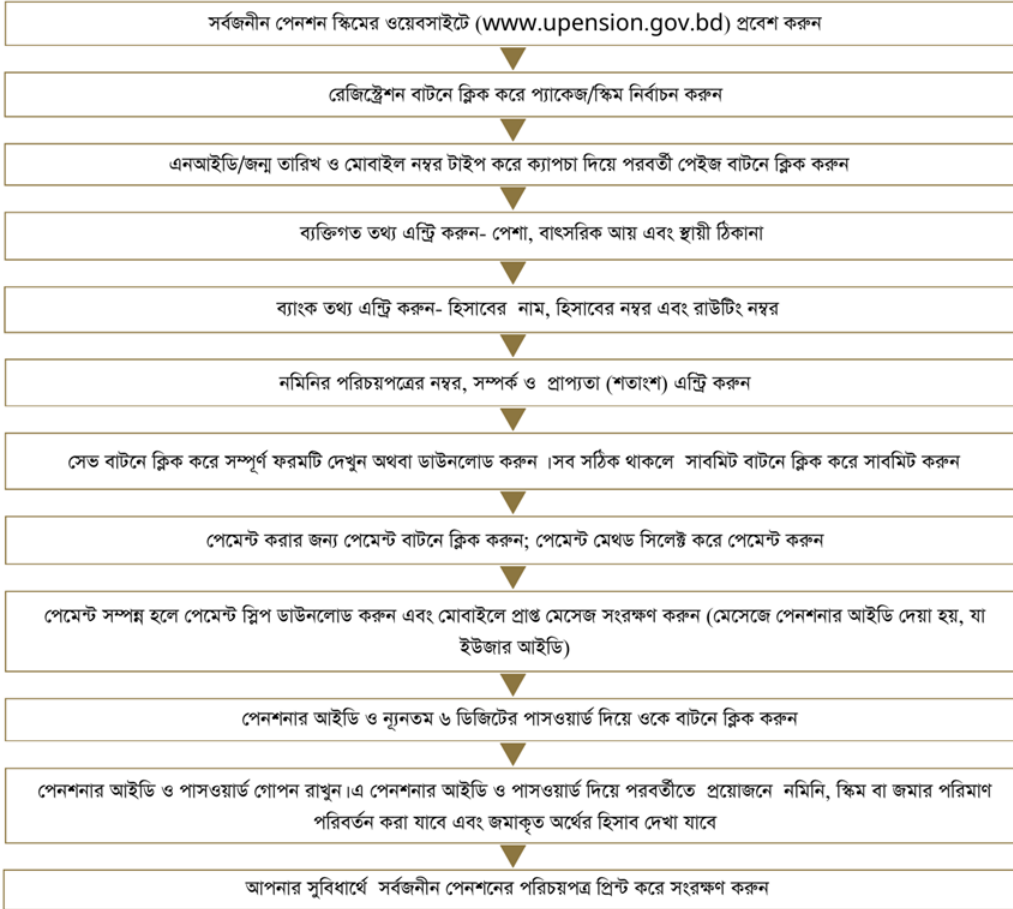 সর্বজনীন পেনশন স্কিমের ওয়েবসাইটে (www.upension.gov.bd) প্রবেশ করুন
রেজিস্ট্রেশন বাটনে ক্লিক করে প্যাকেজ/স্কিম নির্বাচন করুন
এনআইডি/জন্ম তারিখ ও মোবাইল নম্বর টাইপ করে ক্যাপচা দিয়ে পরবর্তী পেইজ বাটনে ক্লিক করুন
ব্যক্তিগত তথ্য এন্ট্রি করুন- পেশা, বাৎসরিক আয় এবং স্থায়ী ঠিকানা
ব্যাংক তথ্য এন্ট্রি করুন- হিসাবের নাম, হিসাবের নম্বর এবং রাউটিং নম্বর
নমিনির পরিচয়পত্রের নম্বর, সম্পর্ক ও প্রাপ্যতা (শতাংশ) এন্ট্রি করুন
সেভ বাটনে ক্লিক করে সম্পূর্ণ ফরমটি দেখুন অথবা ডাউনলোড করুন ।সব সঠিক থাকলে সাবমিট বাটনে ক্লিক করে সাবমিট করুন
পেমেন্ট করার জন্য পেমেন্ট বাটনে ক্লিক করুন; পেমেন্ট মেথড সিলেক্ট করে পেমেন্ট করুন
পেমেন্ট সম্পন্ন হলে পেমেন্ট স্লিপ ডাউনলোড করুন এবং মোবাইলে প্রাপ্ত মেসেজ সংরক্ষণ করুন (মেসেজে পেনশনার আইডি দেয়া হয়, যা
ইউজার আইডি)
পেনশনার আইডি ও ন্যূনতম ৬ ডিজিটের পাসওয়ার্ড দিয়ে ওকে বাটনে ক্লিক করুন
পেনশনার আইডি ও পাসওয়ার্ড গোপন রাখুন।এ পেনশনার আইডি ও পাসওয়ার্ড দিয়ে পরবর্তীতে প্রয়োজনে নমিনি, স্কিম বা জমার পরিমাণ
পরিবর্তন করা যাবে এবং জমাকৃত অর্থের হিসাব দেখা যাবে
আপনার সুবিধার্থে সর্বজনীন পেনশনের পরিচয়পত্র প্রিন্ট করে সংরক্ষণ করুন